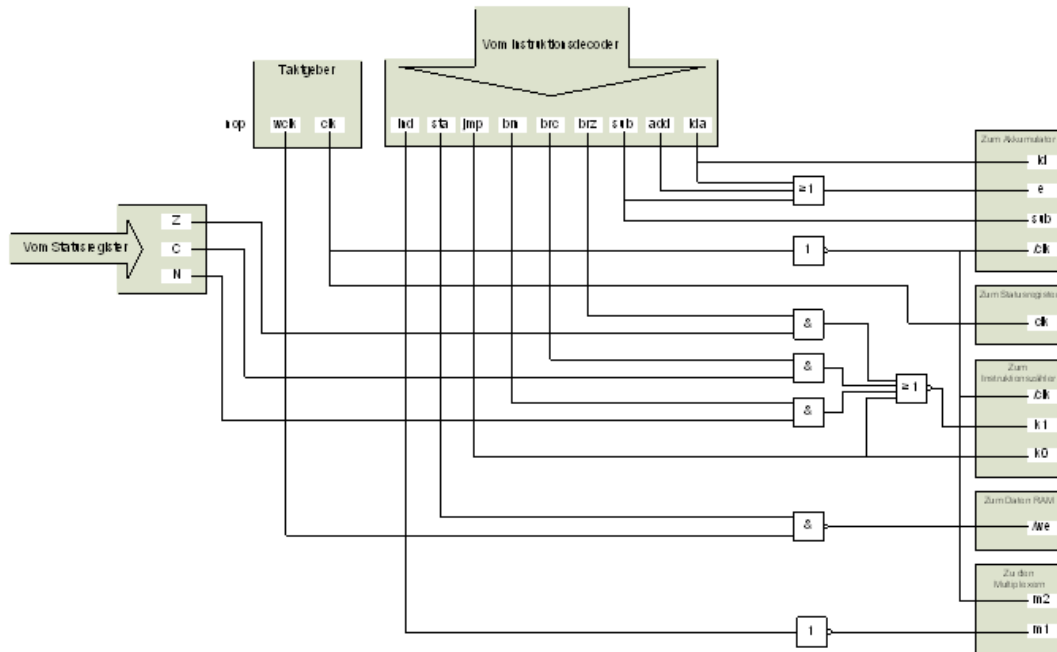 Vom Instruktionsdecoder
Taktgeber
nop wclk clk ind sta jmp brn brc brz sub add lda
Zum Akkumulator
ld
≥1 e
Z
sub
Vom Statusregister C
1 /clk
N
Zum Statusregister
& clk
&
Zum
Instruktionszähler
≥1 /clk
& k1
k0
Zum Daten RAM
& /we
Zu den
Multiplexern
m2
1 m1